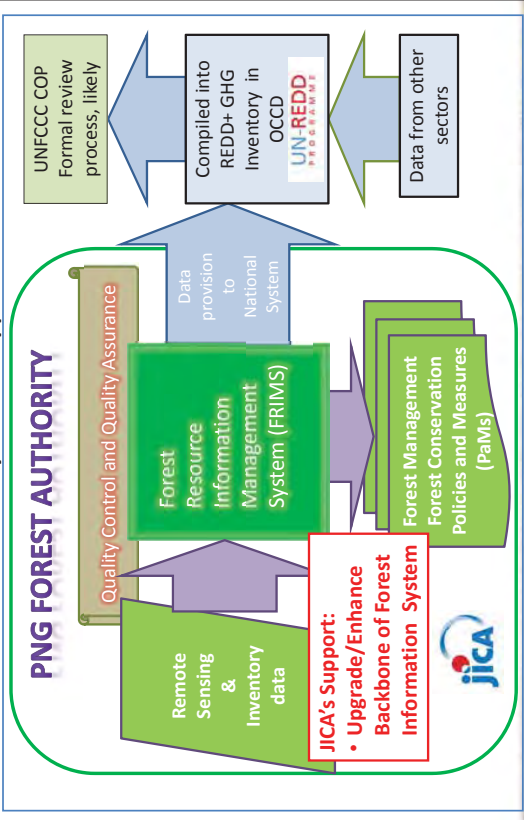 PNG FOREST AUTHORITY
Quality Control and Quality Assurance
Remote
Sensing
&
Inventory
data
Forest
Resource
Information
Management
System (FRIMS)
Data
provision
to
National
System
UNFCCC COP
Formal review
process, likely
Compiled into
REDD+ GHG
Inventory in
OCCD
UN-REDD
PROGRAMME
Data from other
sectors
JICA's Support:
• Upgrade/Enhance
Backbone of Forest
Information System
Forest Management
Forest Conservation
Policies and Measures
(PaMs)
jICA